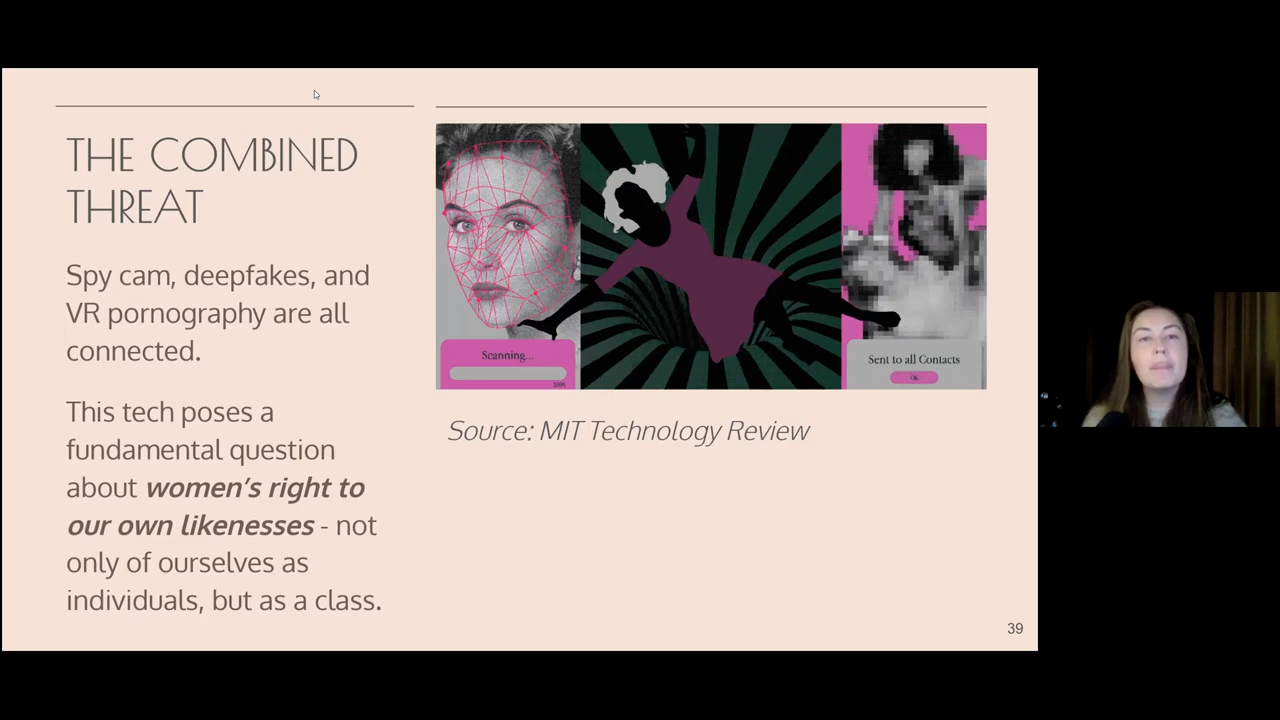 THE COMBINED
THREAT
Spy cam, deepfakes, and
VR pornography are all
connected.
This tech poses a
fundamental question
about women's right to
our own likenesses - not
only of ourselves as
individuals, but as a class.
Scanning...
100%
Sent to all Contacts
OK
Source: MIT Technology Review
39